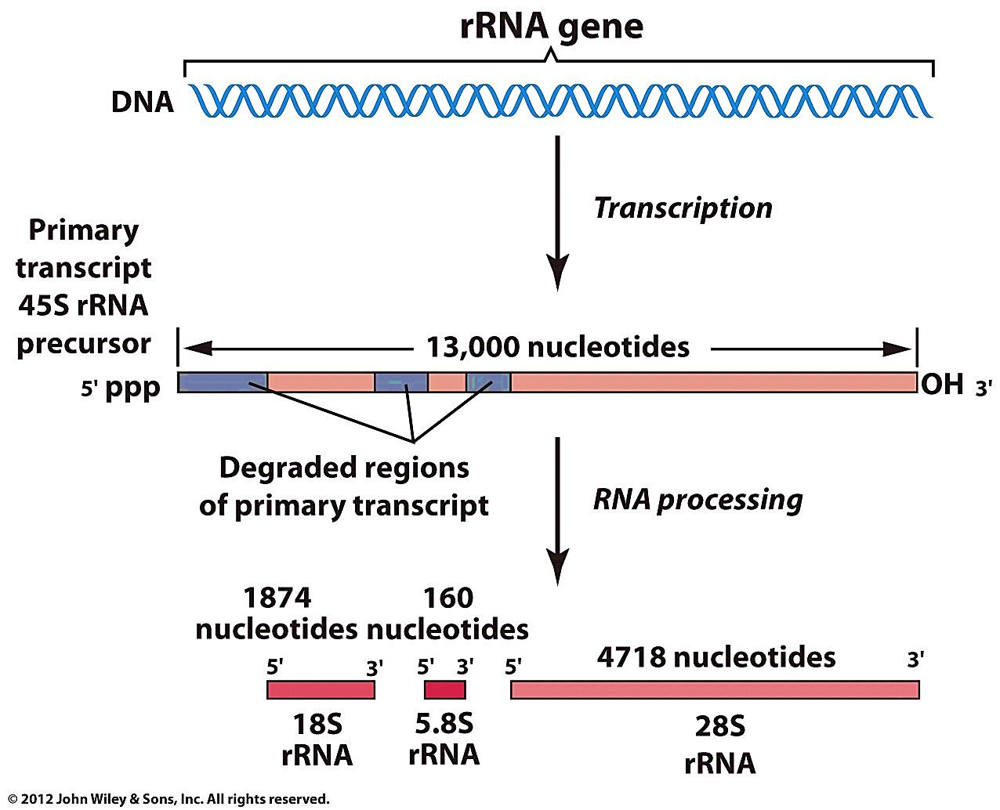 rRNA gene
DNA
Transcription
Primary
transcript
45S rRNA
precursor
13,000 nucleotides
5' ppp
OH 3'
Degraded regions
of primary transcript
RNA processing
1874
nucleotides
160
nucleotides
4718 nucleotides
5' 3' 5' 3' 5' 3'
18S
rRNA
5.8S
rRNA
28S
rRNA
© 2012 John Wiley & Sons, Inc. All rights reserved.